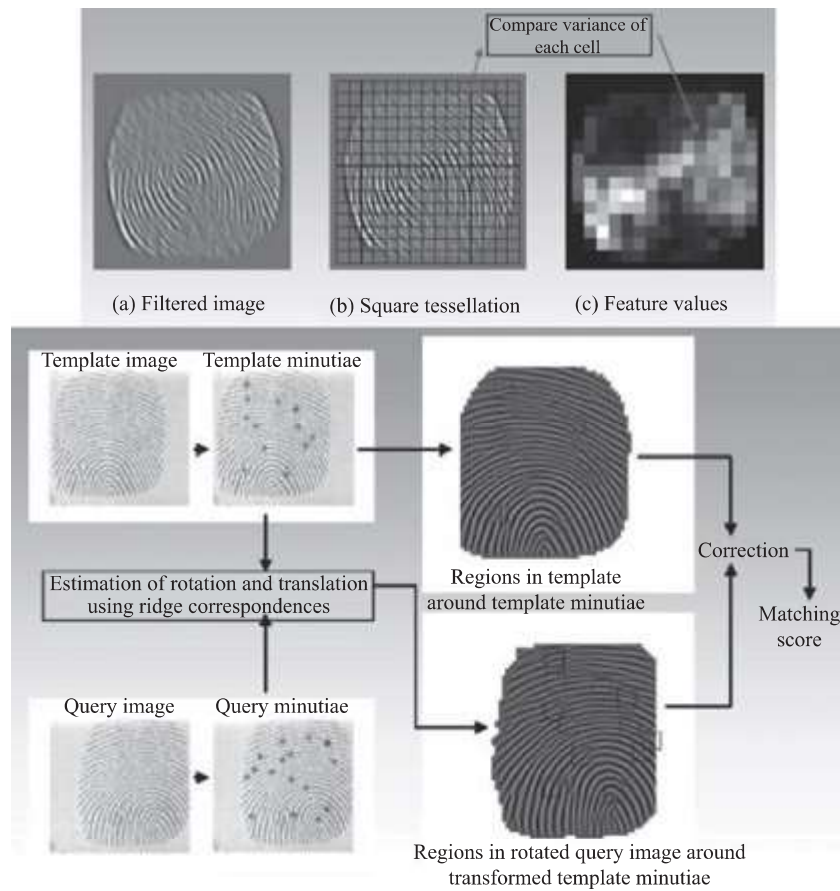 Compare variance of
each cell
(a) Filtered image
(b) Square tessellation
(c) Feature values
Template image
Template minutiae
Estimation of rotation and translation
using ridge correspondences
Regions in template
around template minutiae
Correction
Matching
score
Query image
Query minutiae
Regions in rotated query image around
transformed template minutiae